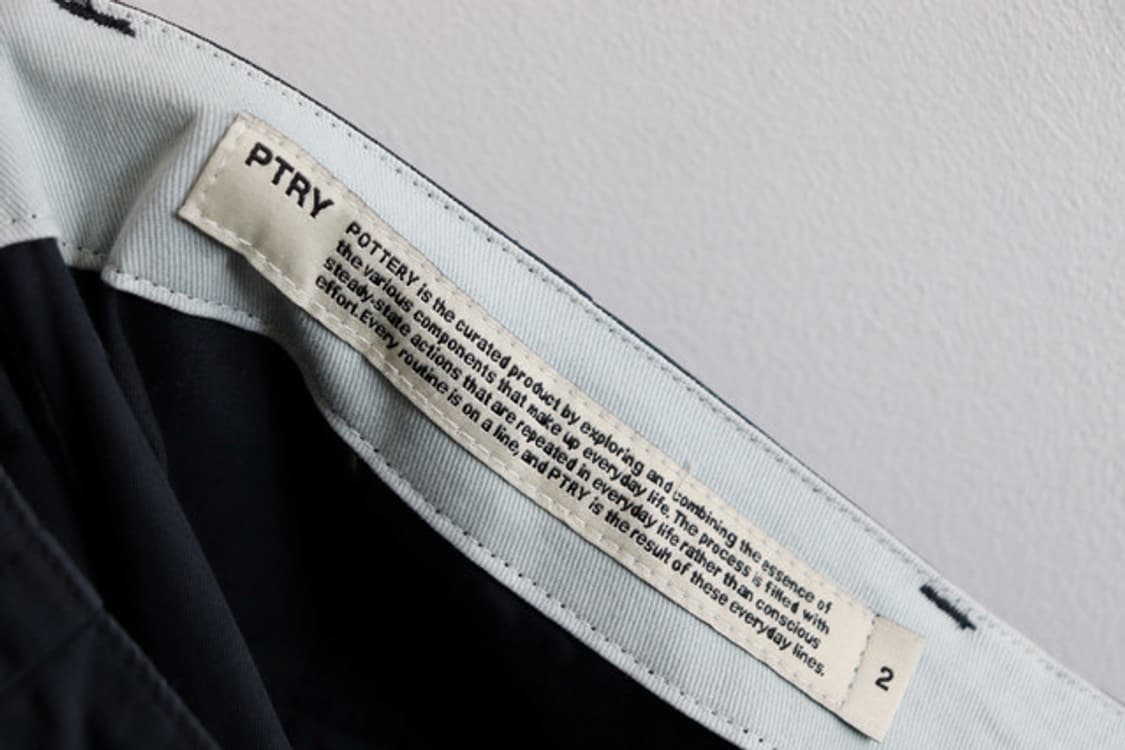 PTRY
POTTERY is the curated product by exploring and combining the essence of
the various components that make up everyday life. The process is filled with
steady-state actions that are repeated in everyday life rather than conscious
effort. Every routine is on a line, and PTRY is the result of these everyday lines.
2